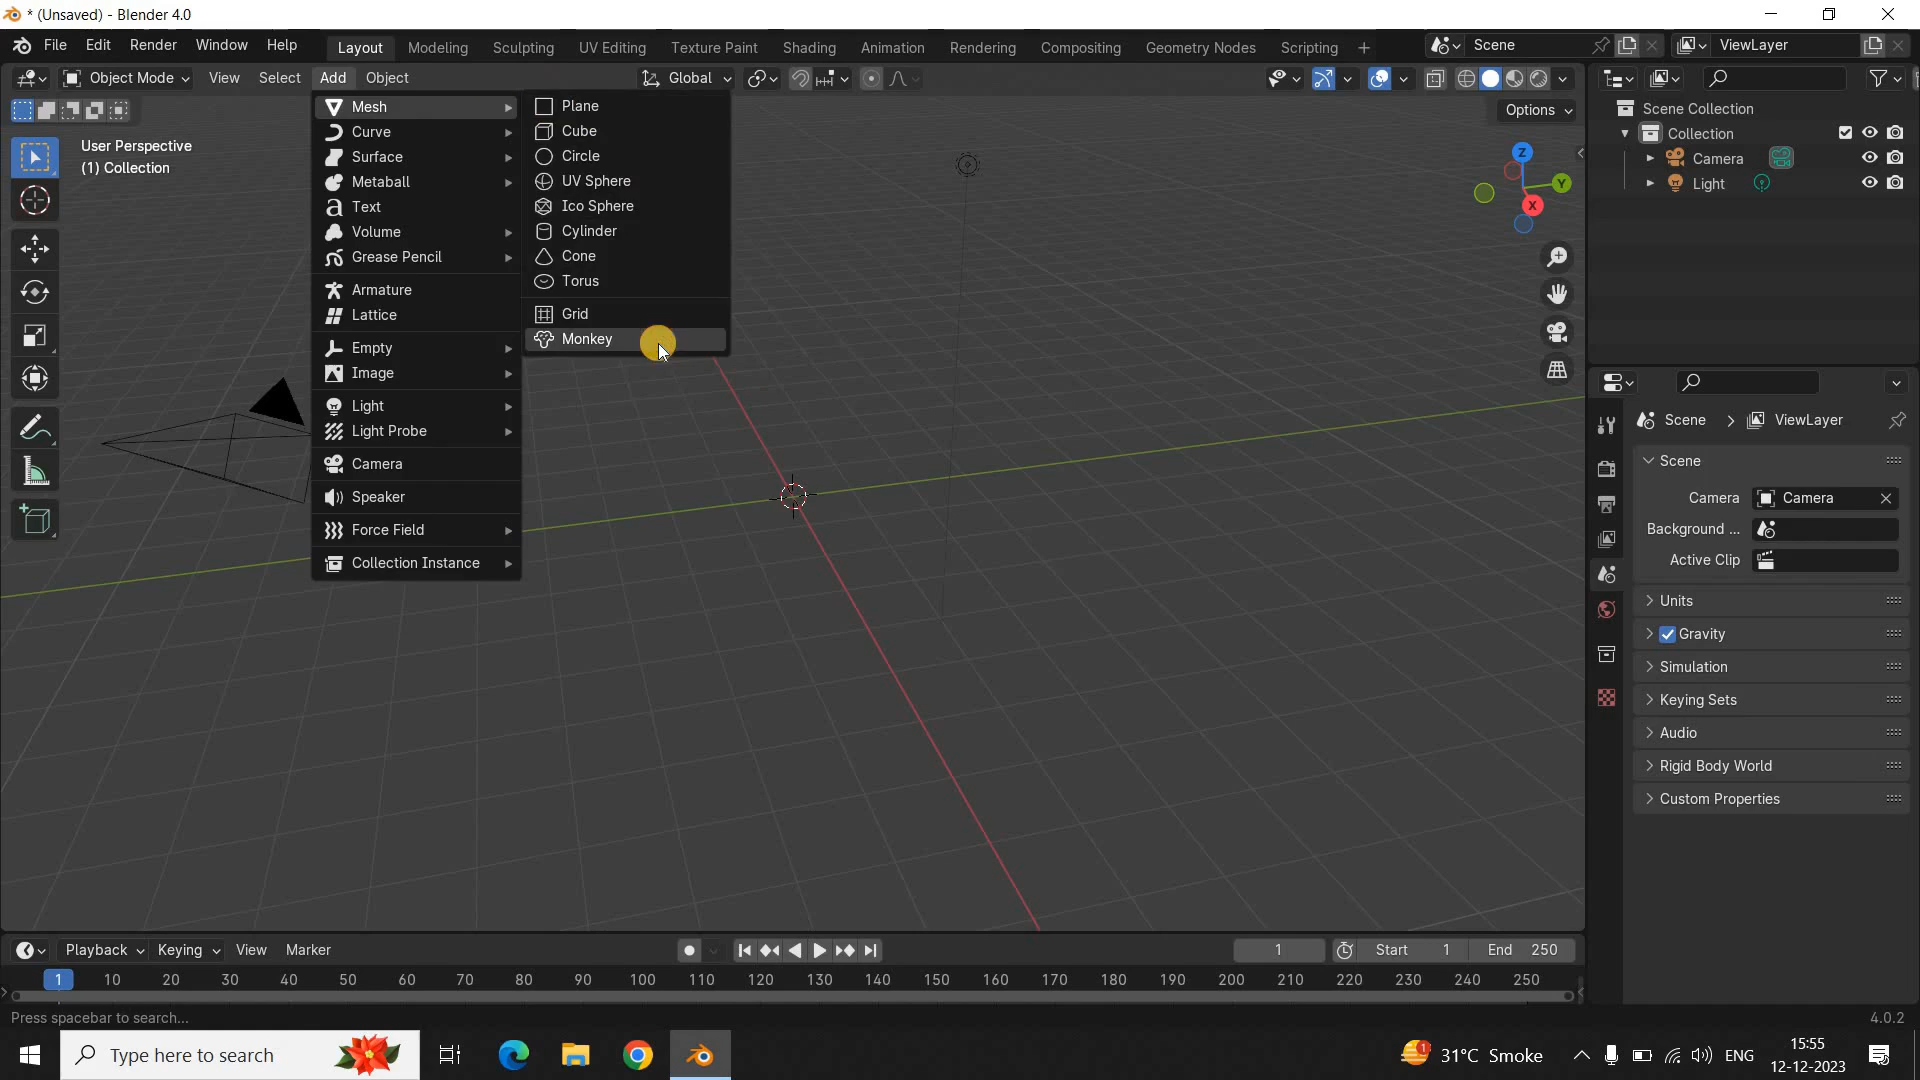 * (Unsaved) - Blender 4.0
File Edit Render Window Help Layout Modeling Sculpting UV Editing Texture Paint Shading Animation Rendering Compositing Geometry Nodes Scripting + Scene ViewLayer
Object Mode View Select Add Object Global
Options
User Perspective
(1) Collection
Mesh
Curve
Surface
Metaball
Text
Volume
Grease Pencil
Armature
Lattice
Empty
Image
Light
Light Probe
Camera
Speaker
Force Field
Collection Instance
Plane
Cube
Circle
UV Sphere
Ico Sphere
Cylinder
Cone
Torus
Grid
Monkey
Z
Y
X
Scene Collection
Collection
Camera
Light
Scene > ViewLayer
Scene
Camera Camera
Background ...
Active Clip
Units
Gravity
Simulation
Keying Sets
Audio
Rigid Body World
Custom Properties
Playback Keying View Marker 1 Start 1 End 250
1 10 20 30 40 50 60 70 80 90 100 110 120 130 140 150 160 170 180 190 200 210 220 230 240 250
Press spacebar to search... 4.0.2
Type here to search 1 31°C Smoke ENG 15:55
12-12-2023